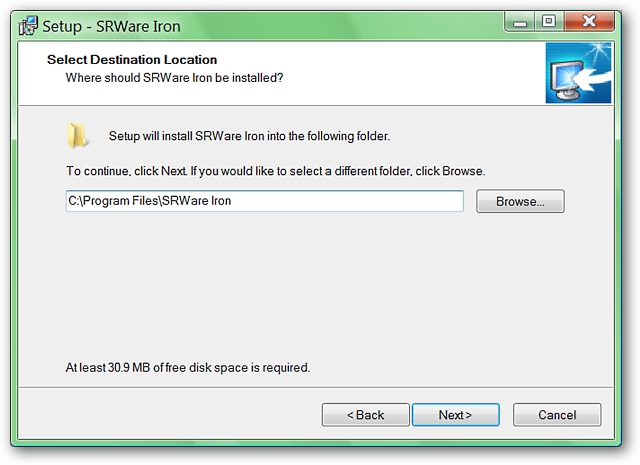 Setup - SRWare Iron
Select Destination Location
Where should SRWare Iron be installed?
Setup will install SRWare Iron into the following folder.
To continue, click Next. If you would like to select a different folder, click Browse.
C:\Program Files\SRWare Iron
Browse...
At least 30.9 MB of free disk space is required.
< Back
Next >
Cancel